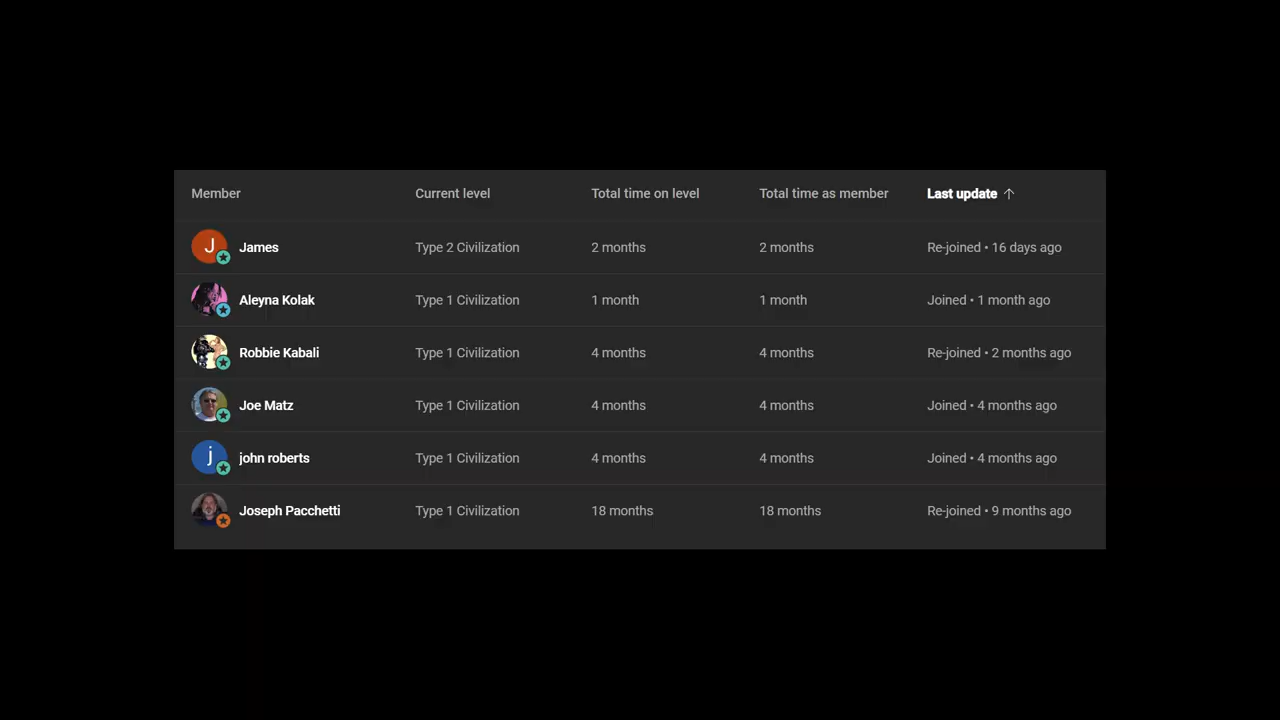 Member Current level Total time on level Total time as member Last update ↑
J James Type 2 Civilization 2 months 2 months Re-joined • 16 days ago
Aleyna Kolak Type 1 Civilization 1 month 1 month Joined • 1 month ago
Robbie Kabali Type 1 Civilization 4 months 4 months Re-joined • 2 months ago
Joe Matz Type 1 Civilization 4 months 4 months Joined • 4 months ago
j john roberts Type 1 Civilization 4 months 4 months Joined • 4 months ago
Joseph Pacchetti Type 1 Civilization 18 months 18 months Re-joined • 9 months ago